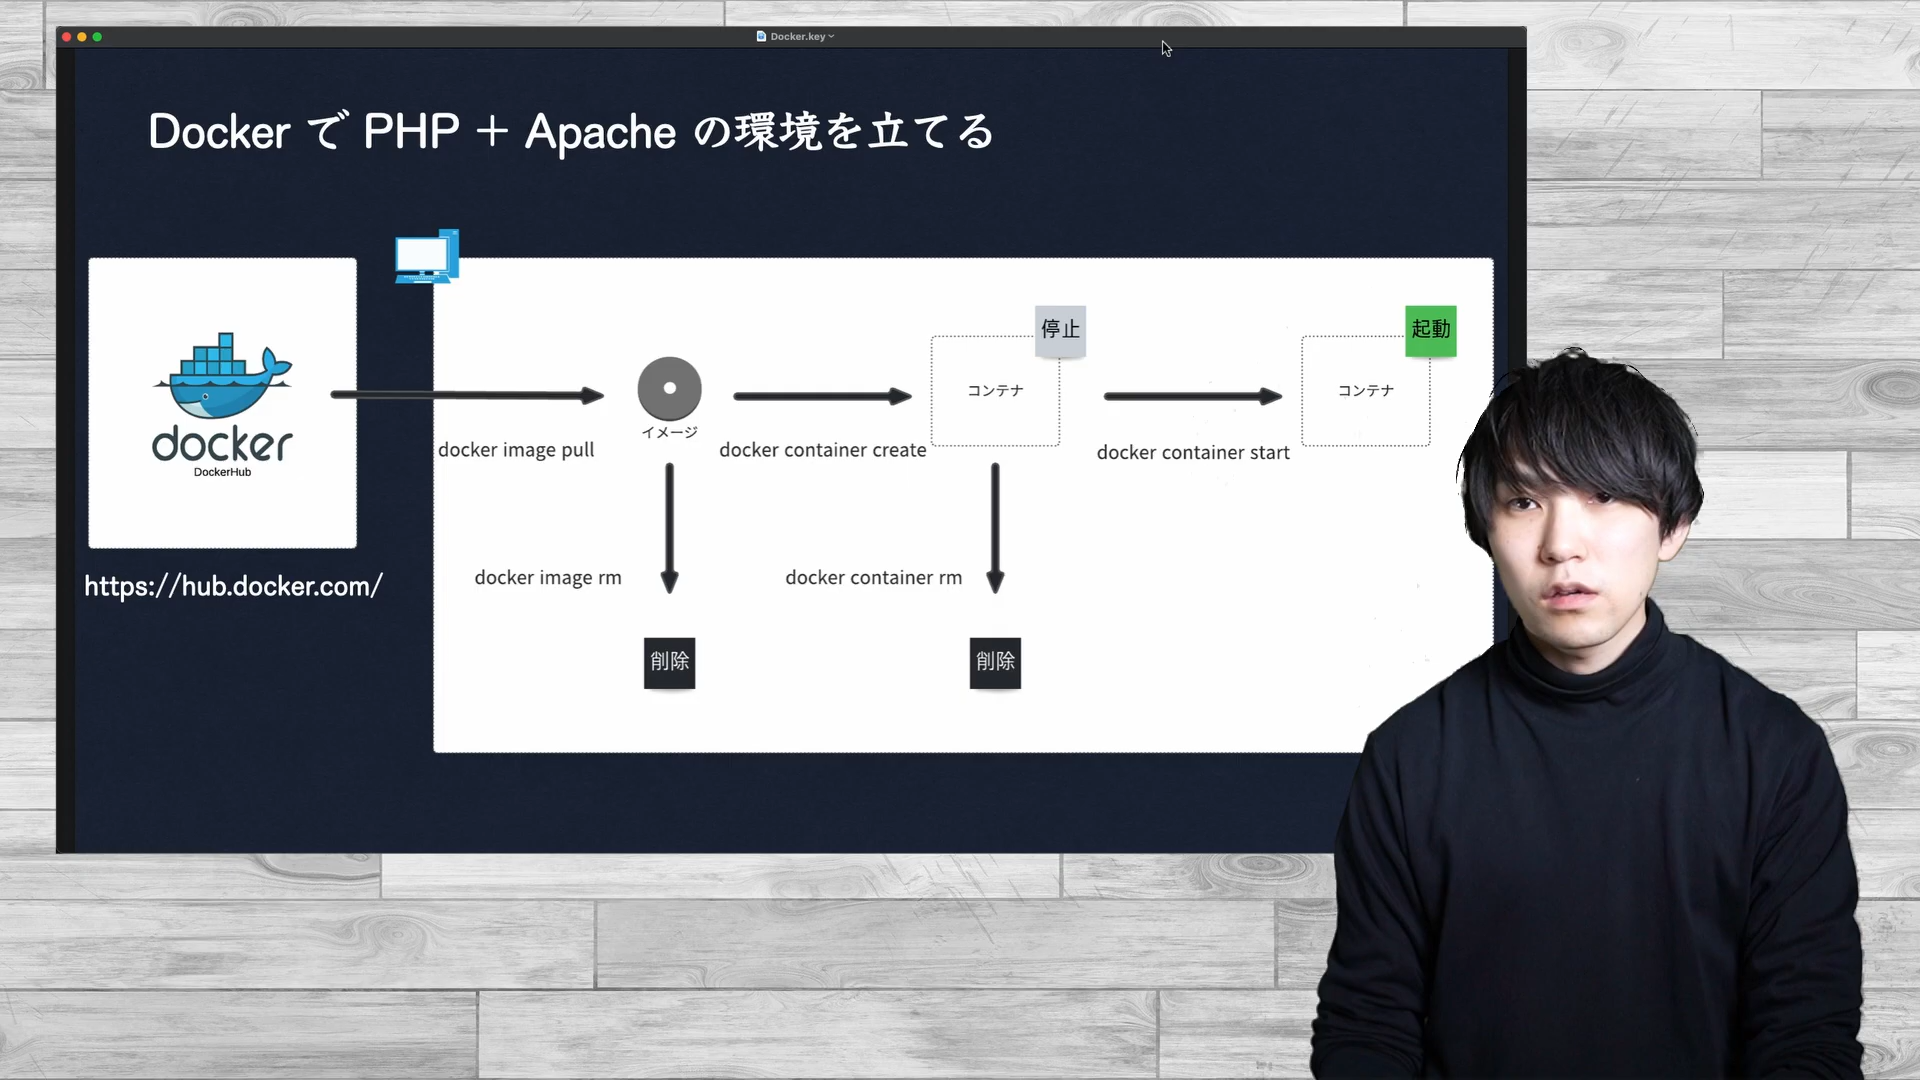 Docker.key
Docker で PHP + Apache の環境を立てる
docker
DockerHub
https://hub.docker.com/
停止
起動
イメージ
コンテナ
コンテナ
docker image pull
docker container create
docker container start
docker image rm
docker container rm
削除
削除